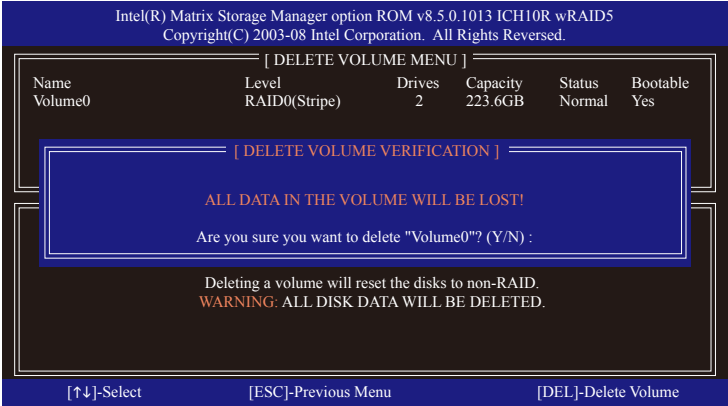 Intel(R) Matrix Storage Manager option ROM v8.5.0.1013 ICH10R wRAID5
Copyright(C) 2003-08 Intel Corporation. All Rights Reversed.
[ DELETE VOLUME MENU ]
Name Level Drives Capacity Status Bootable
Volume0 RAID0(Stripe) 2 223.6GB Normal Yes
[ DELETE VOLUME VERIFICATION ]
ALL DATA IN THE VOLUME WILL BE LOST!
Are you sure you want to delete "Volume0"? (Y/N) :
Deleting a volume will reset the disks to non-RAID.
WARNING: ALL DISK DATA WILL BE DELETED.
[↑↓]-Select [ESC]-Previous Menu [DEL]-Delete Volume